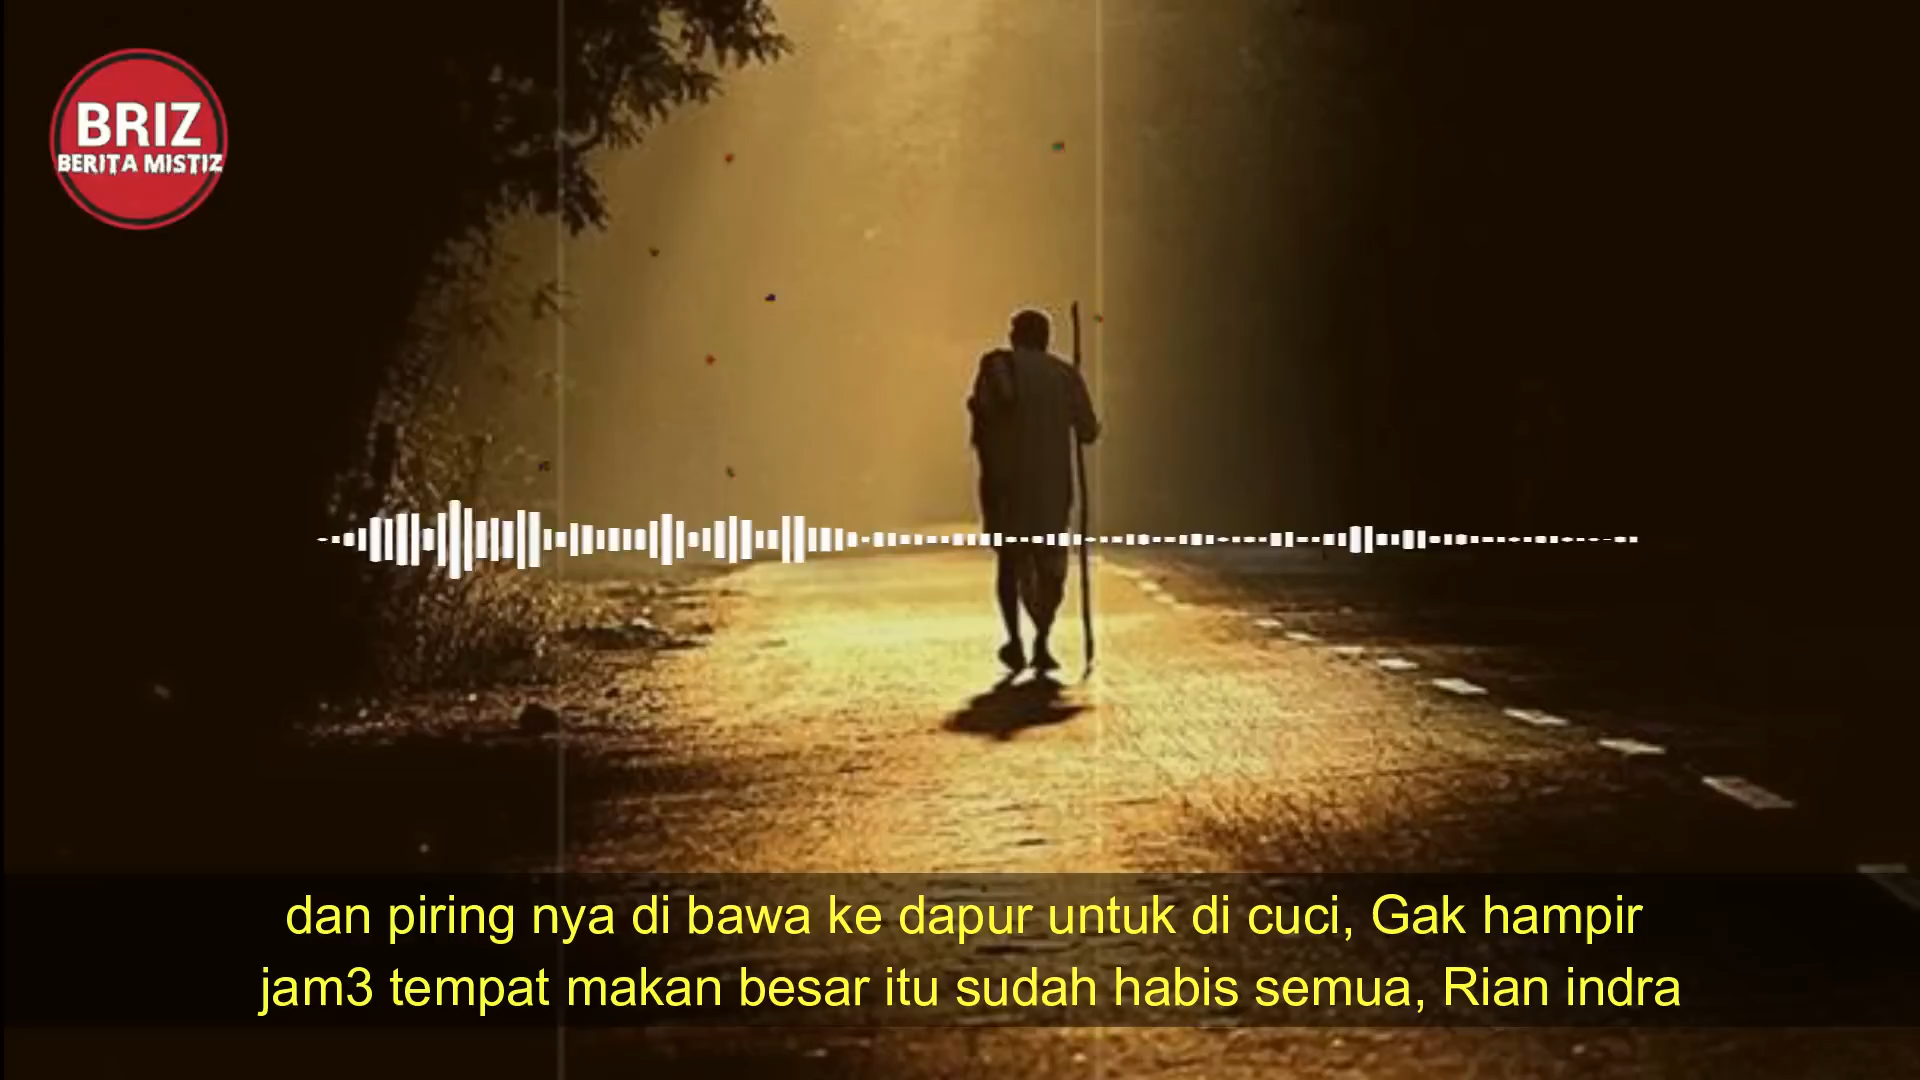 BRIZ
BERITA MISTIZ
dan piring nya di bawa ke dapur untuk di cuci, Gak hampir
jam3 tempat makan besar itu sudah habis semua, Rian indra